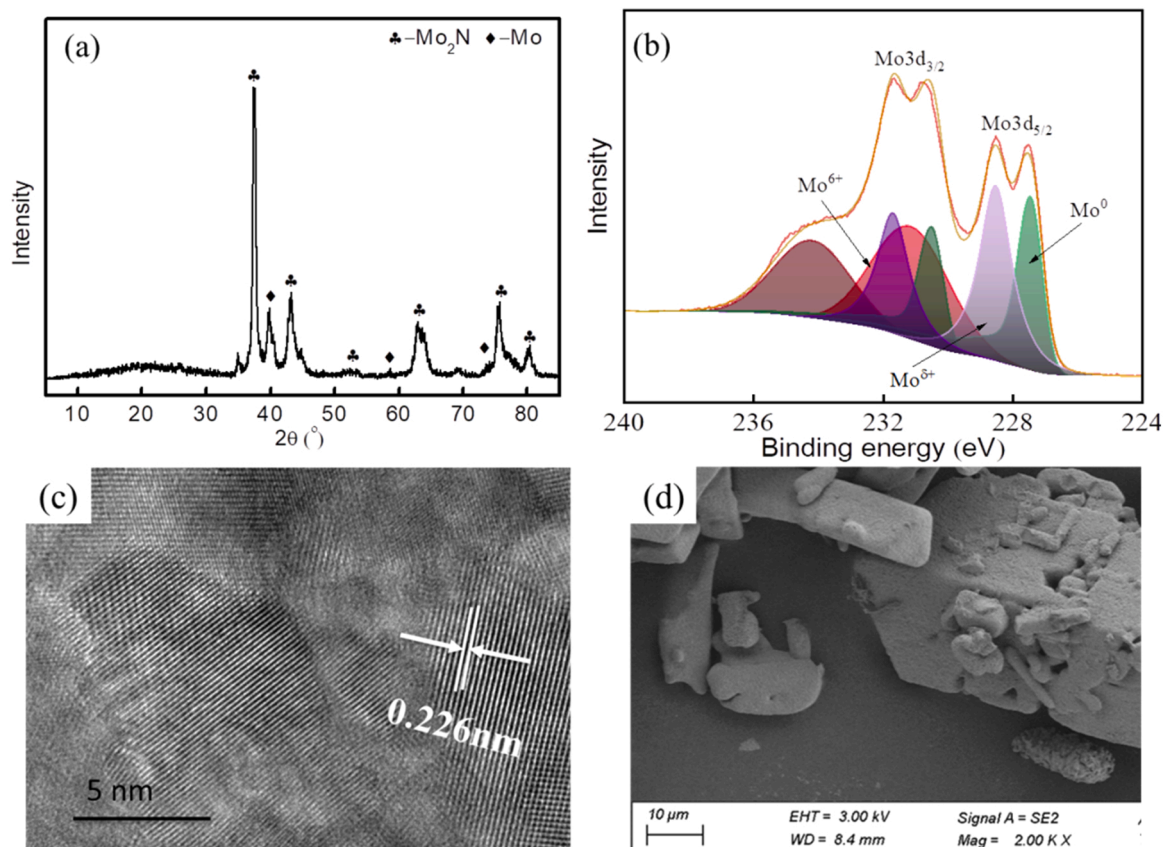 (a)
♣–Mo₂N ♦–Mo
Intensity
10 20 30 40 50 60 70 80
2θ (°)
(b)
Mo3d₃/₂
Mo3d₅/₂
Mo⁶⁺
Mo⁰
Moᵟ⁺
Intensity
240 236 232 228 224
Binding energy (eV)
(c)
0.226nm
5 nm
(d)
10 µm
EHT = 3.00 kV
Signal A = SE2
WD = 8.4 mm
Mag = 2.00 K X